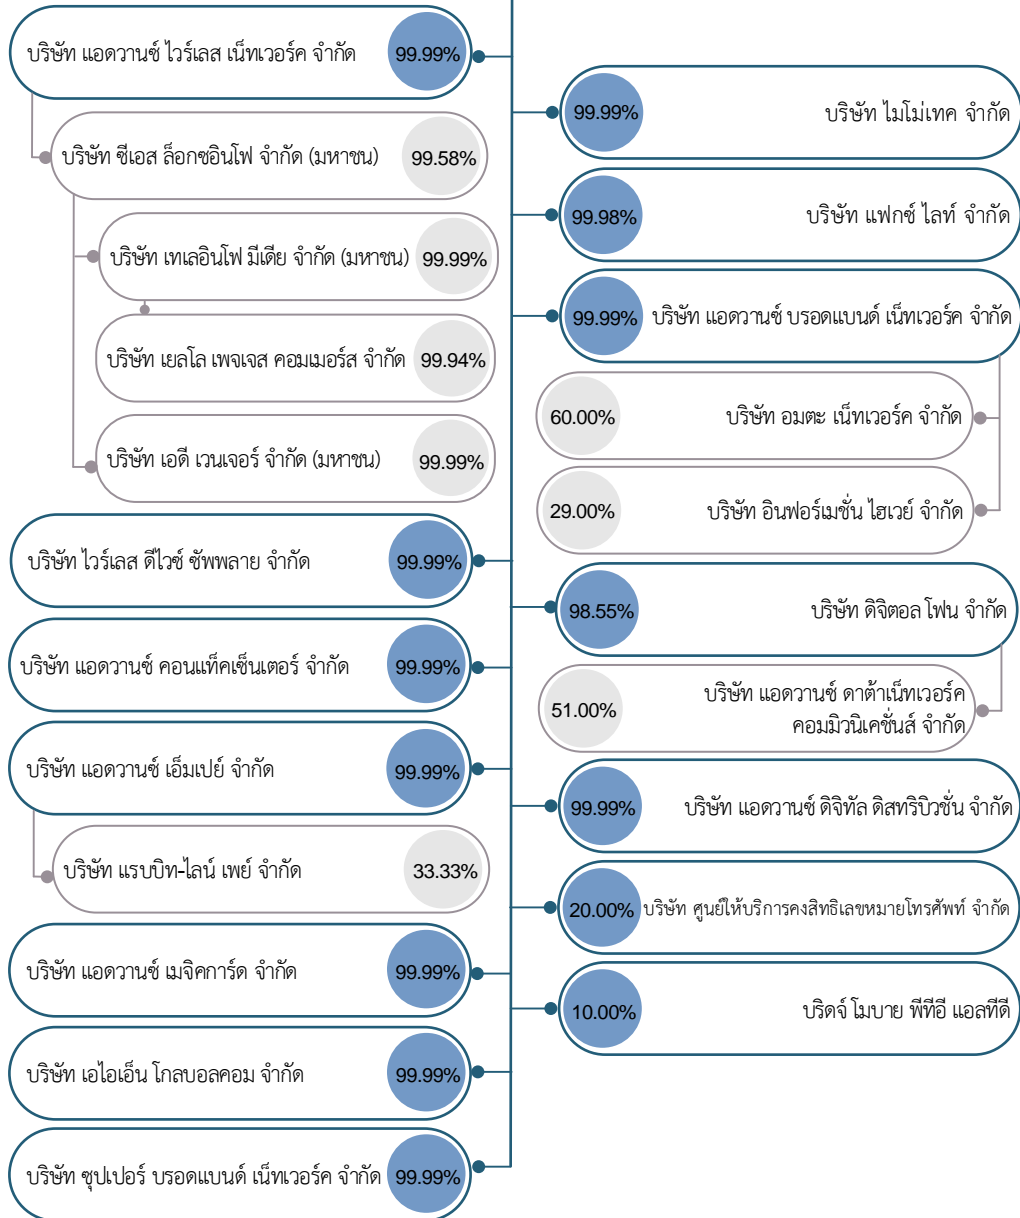 บริษัท แอดวานซ์ ไวร์เลส เน็ทเวอร์ค จำกัด 99.99%
บริษัท ซีเอส ล็อกซอินโฟ จำกัด (มหาชน) 99.58%
บริษัท เทเลอินโฟ มีเดีย จำกัด (มหาชน) 99.99%
บริษัท เยลโล เพจเจส คอมเมอร์ส จำกัด 99.94%
บริษัท เอดี เวนเจอร์ จำกัด (มหาชน) 99.99%
บริษัท ไวร์เลส ดีไวซ์ ซัพพลาย จำกัด 99.99%
บริษัท แอดวานซ์ คอนแท็คเซ็นเตอร์ จำกัด 99.99%
บริษัท แอดวานซ์ เอ็มเปย์ จำกัด 99.99%
บริษัท แรบบิท-ไลน์ เพย์ จำกัด 33.33%
บริษัท แอดวานซ์ เมจิคการ์ด จำกัด 99.99%
บริษัท เอไอเอ็น โกลบอลคอม จำกัด 99.99%
บริษัท ซุปเปอร์ บรอดแบนด์ เน็ทเวอร์ค จำกัด 99.99%
99.99% บริษัท ไมโม่เทค จำกัด
99.98% บริษัท แฟกซ์ ไลท์ จำกัด
99.99% บริษัท แอดวานซ์ บรอดแบนด์ เน็ทเวอร์ค จำกัด
60.00% บริษัท อมตะ เน็ทเวอร์ค จำกัด
29.00% บริษัท อินฟอร์เมชั่น ไฮเวย์ จำกัด
98.55% บริษัท ดิจิตอล โฟน จำกัด
51.00% บริษัท แอดวานซ์ ดาต้าเน็ทเวอร์ค
คอมมิวนิเคชั่นส์ จำกัด
99.99% บริษัท แอดวานซ์ ดิจิทัล ดิสทริบิวชั่น จำกัด
20.00% บริษัท ศูนย์ให้บริการคงสิทธิเลขหมายโทรศัพท์ จำกัด
10.00% บริดจ์ โมบาย พีทีอี แอลทีดี